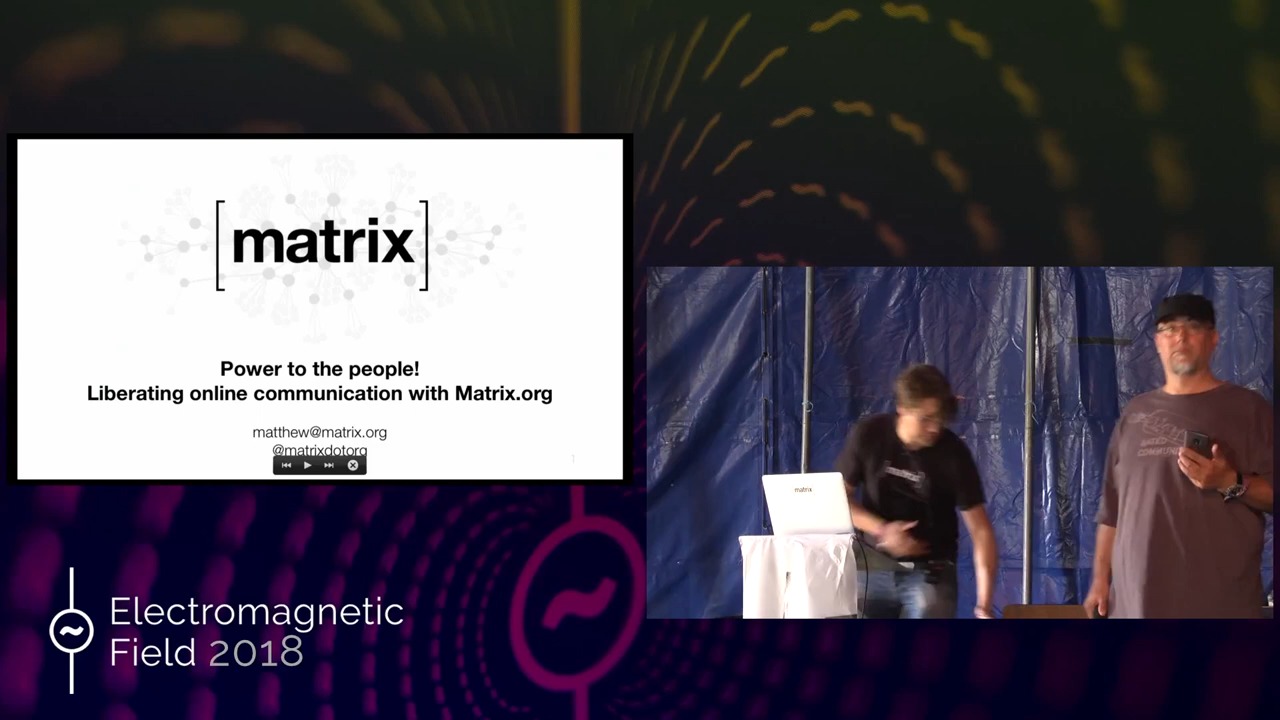 [matrix]
Power to the people!
Liberating online communication with Matrix.org
matthew@matrix.org
@matrixdotorg
1
matrix
Electromagnetic
Field 2018